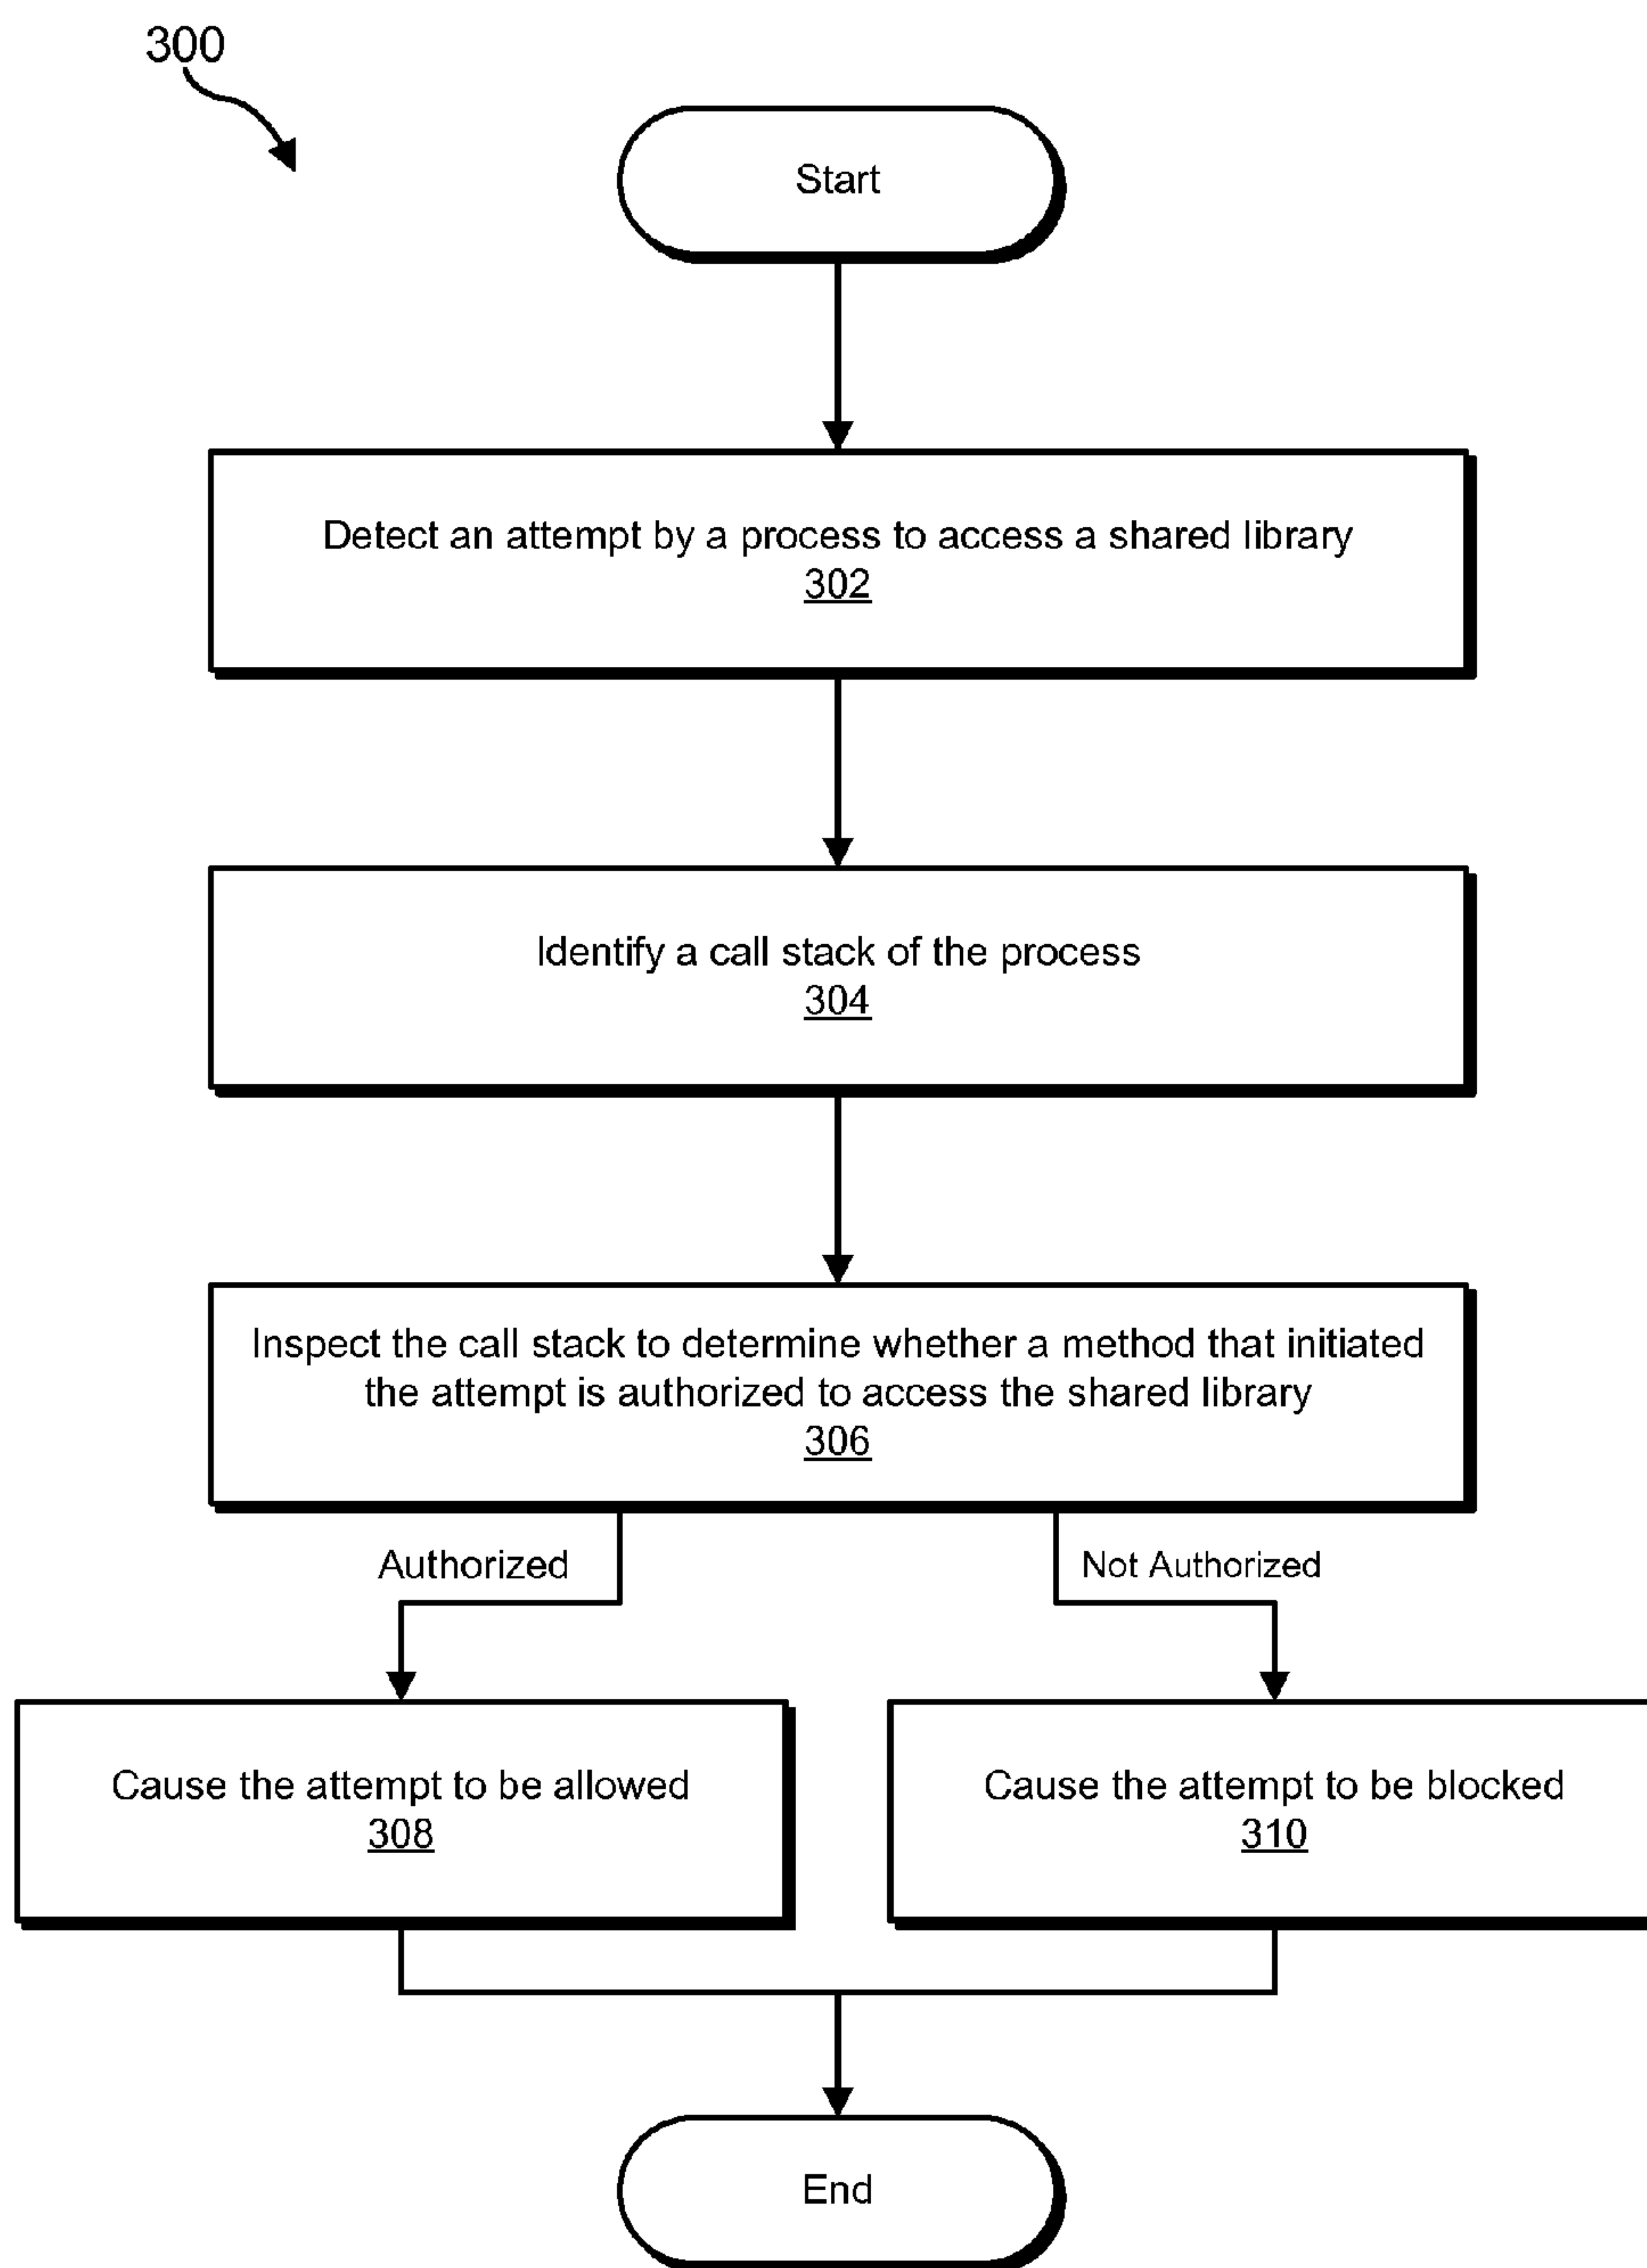 300
Start
Detect an attempt by a process to access a shared library
302
Identify a call stack of the process
304
Inspect the call stack to determine whether a method that initiated
the attempt is authorized to access the shared library
306
Authorized
Not Authorized
Cause the attempt to be allowed
308
Cause the attempt to be blocked
310
End